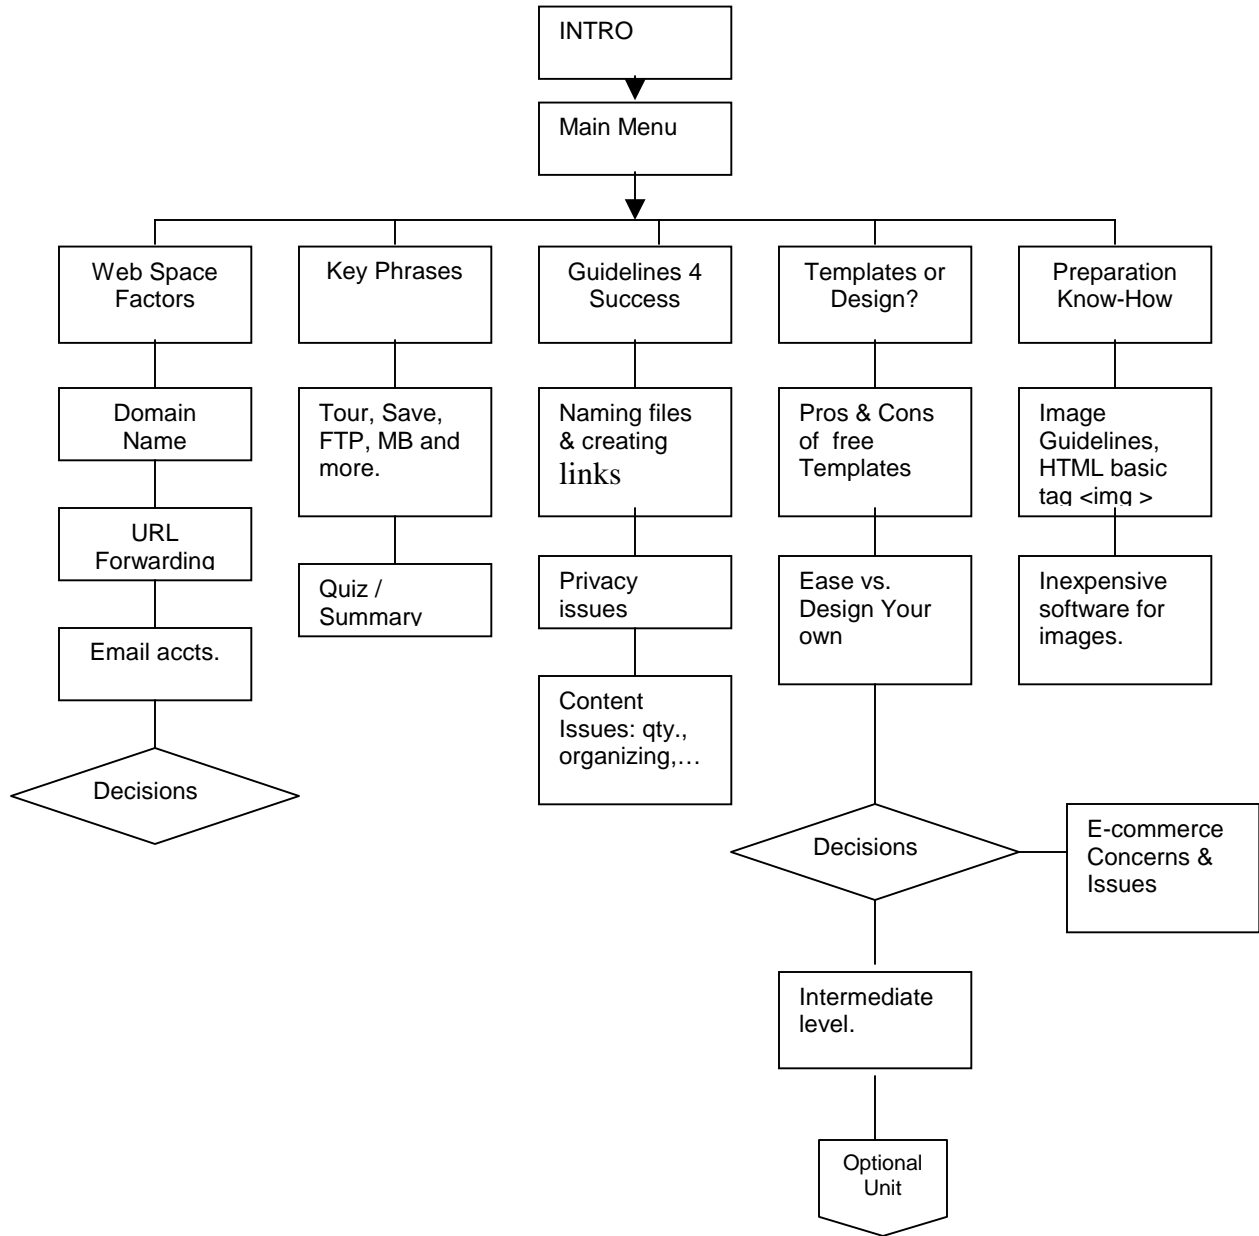 INTRO
Main Menu
Web Space
Factors
Key Phrases
Guidelines 4
Success
Templates or
Design?
Preparation
Know-How
Domain
Name
Tour, Save,
FTP, MB and
more.
Naming files
& creating
links
Pros & Cons
of free
Templates
Image
Guidelines,
HTML basic
tag <img >
URL
Forwarding
Quiz /
Summary
Privacy
issues
Ease vs.
Design Your
own
Inexpensive
software for
images.
Email accts.
Content
Issues: qty.,
organizing,…
Decisions
Decisions
E-commerce
Concerns &
Issues
Intermediate
level.
Optional
Unit